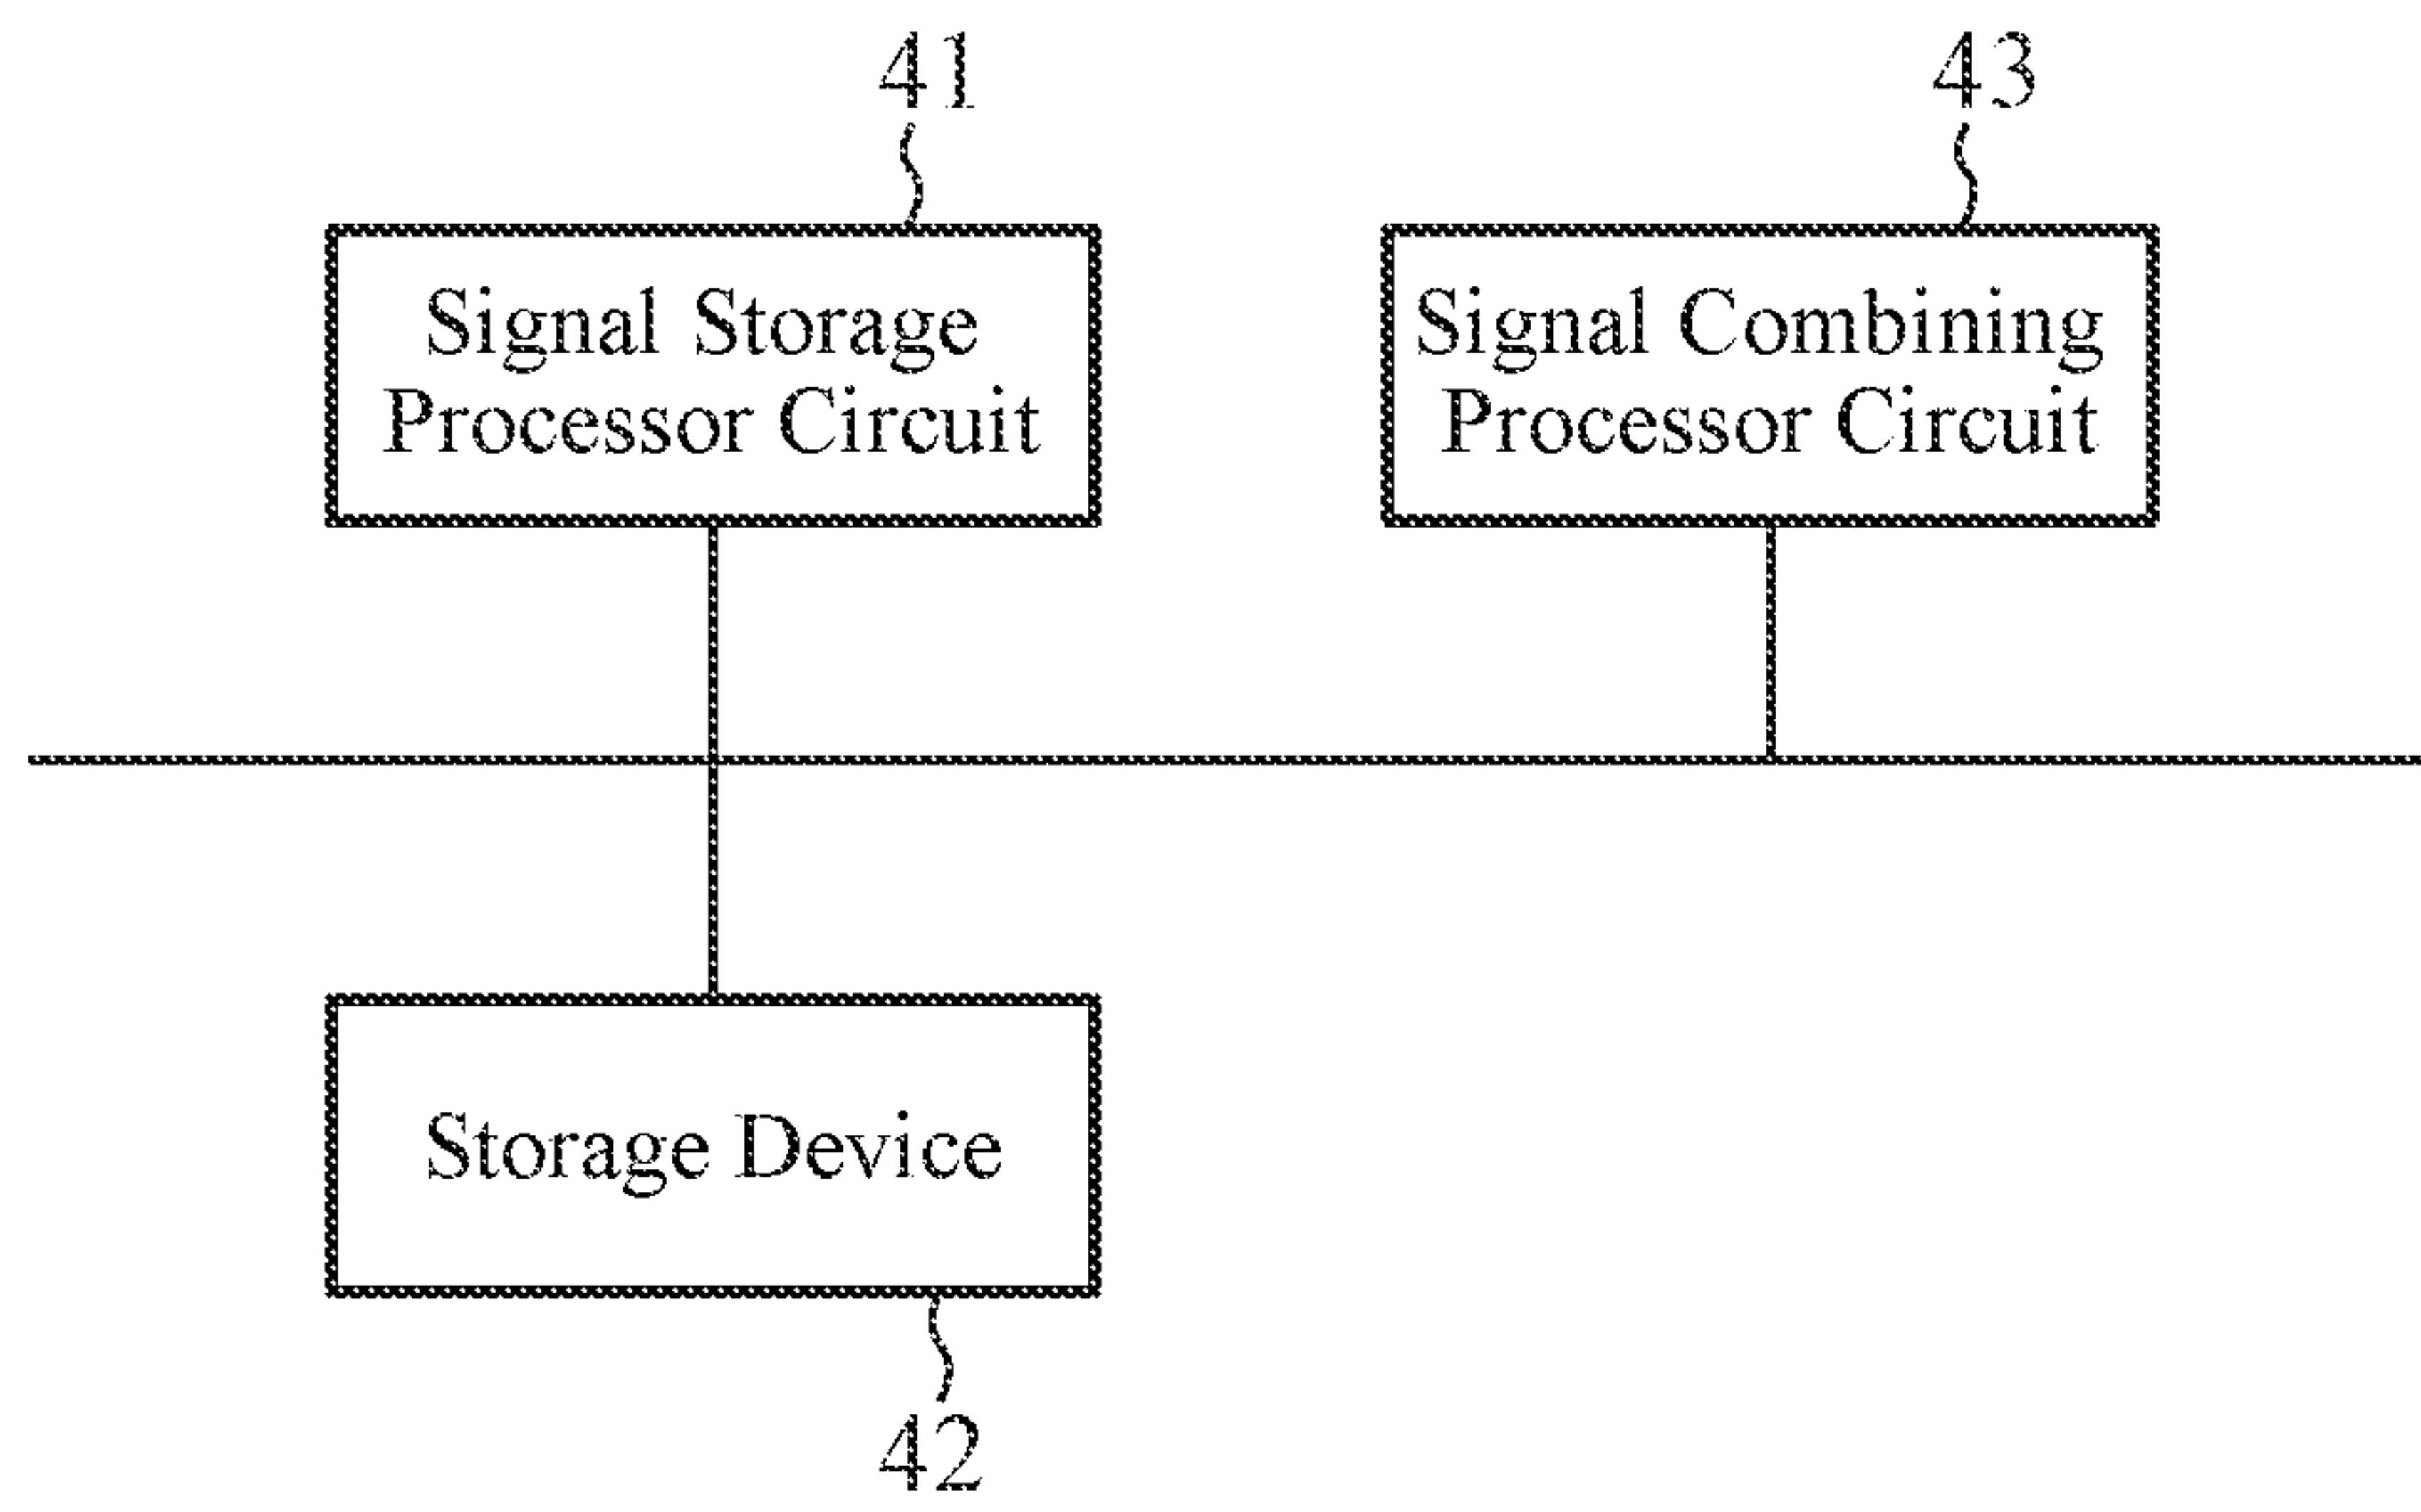 41
43
Signal Storage
Processor Circuit
Signal Combining
Processor Circuit
Storage Device
42